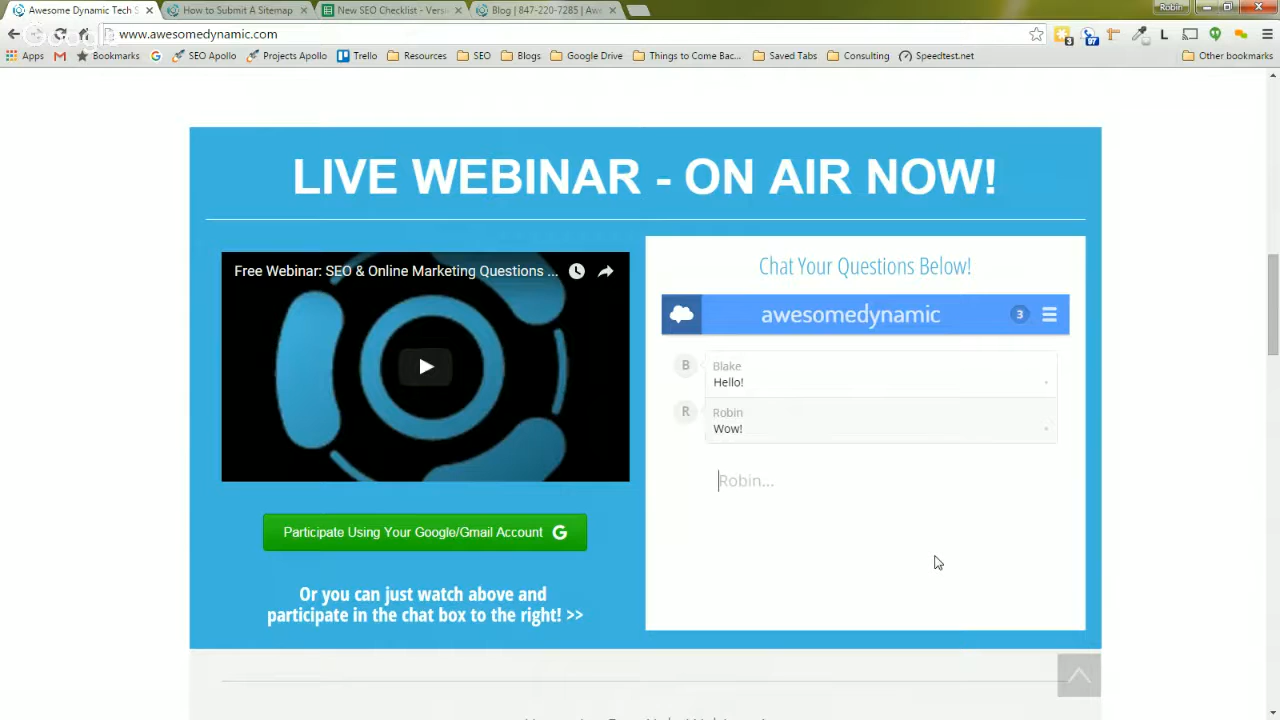 Awesome Dynamic Tech S
How to Submit A Sitemap
New SEO Checklist - Versi
Blog | 847-220-7285 | Awe
Robin
Google
www.awesomedynamic.com
3
Apps
Bookmarks
SEO Apollo
Projects Apollo
Trello
Resources
SEO
Blogs
Google Drive
Things to Come Bac...
Saved Tabs
Consulting
Speedtest.net
Other bookmarks
LIVE WEBINAR - ON AIR NOW!
Free Webinar: SEO & Online Marketing Questions ...
Chat Your Questions Below!
awesomedynamic
3
B
Blake
Hello!
R
Robin
Wow!
Robin...
Participate Using Your Google/Gmail Account G
Or you can just watch above and
participate in the chat box to the right! >>